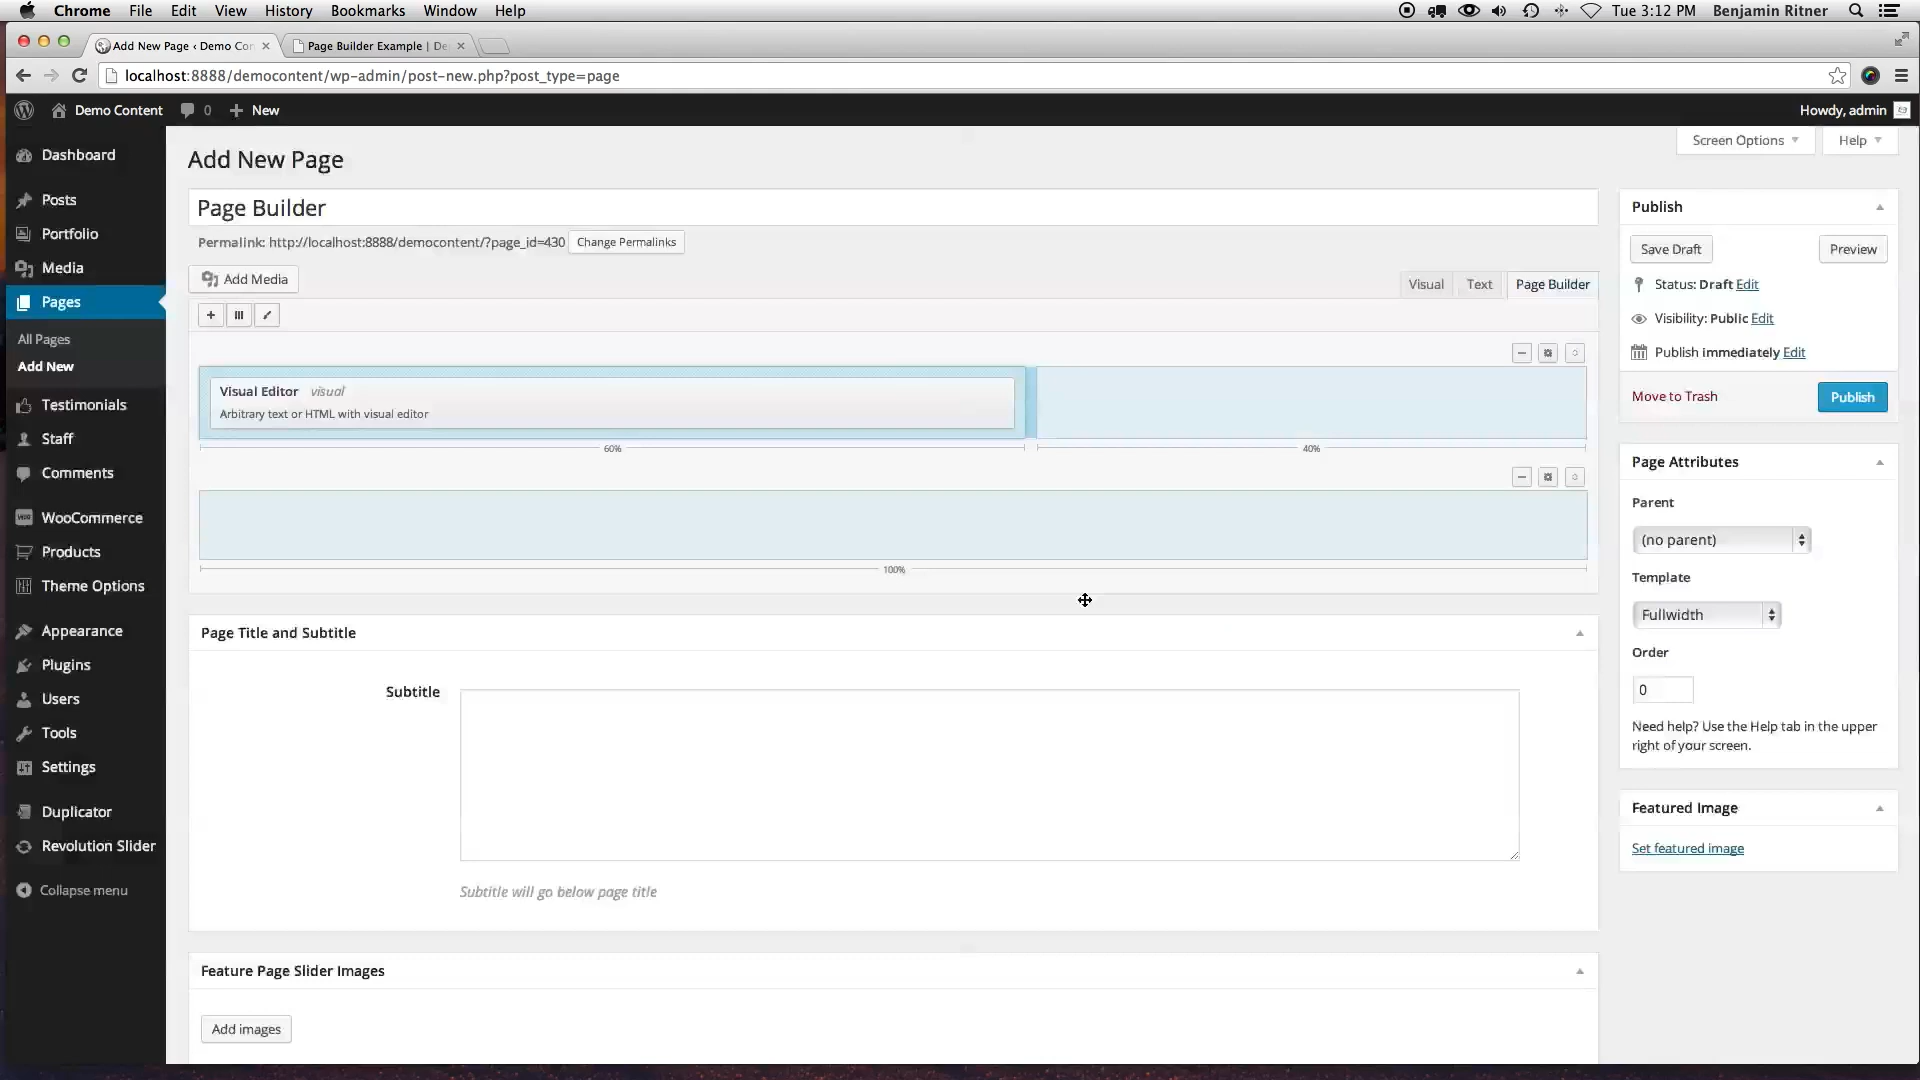 Chrome File Edit View History Bookmarks Window Help
Tue 3:12 PM Benjamin Ritner
Add New Page ‹ Demo Con
Page Builder Example | De
localhost:8888/democontent/wp-admin/post-new.php?post_type=page
Demo Content 0 New
Howdy, admin
Dashboard
Posts
Portfolio
Media
Pages
All Pages
Add New
Testimonials
Staff
Comments
WooCommerce
Products
Theme Options
Appearance
Plugins
Users
Tools
Settings
Duplicator
Revolution Slider
Collapse menu
Screen Options
Help
Add New Page
Page Builder
Permalink: http://localhost:8888/democontent/?page_id=430 Change Permalinks
Add Media
Visual Text Page Builder
Visual Editor visual
Arbitrary text or HTML with visual editor
60% 40%
100%
Page Title and Subtitle
Subtitle
Subtitle will go below page title
Feature Page Slider Images
Add images
Publish
Save Draft Preview
Status: Draft Edit
Visibility: Public Edit
Publish immediately Edit
Move to Trash Publish
Page Attributes
Parent
(no parent)
Template
Fullwidth
Order
0
Need help? Use the Help tab in the upper
right of your screen.
Featured Image
Set featured image